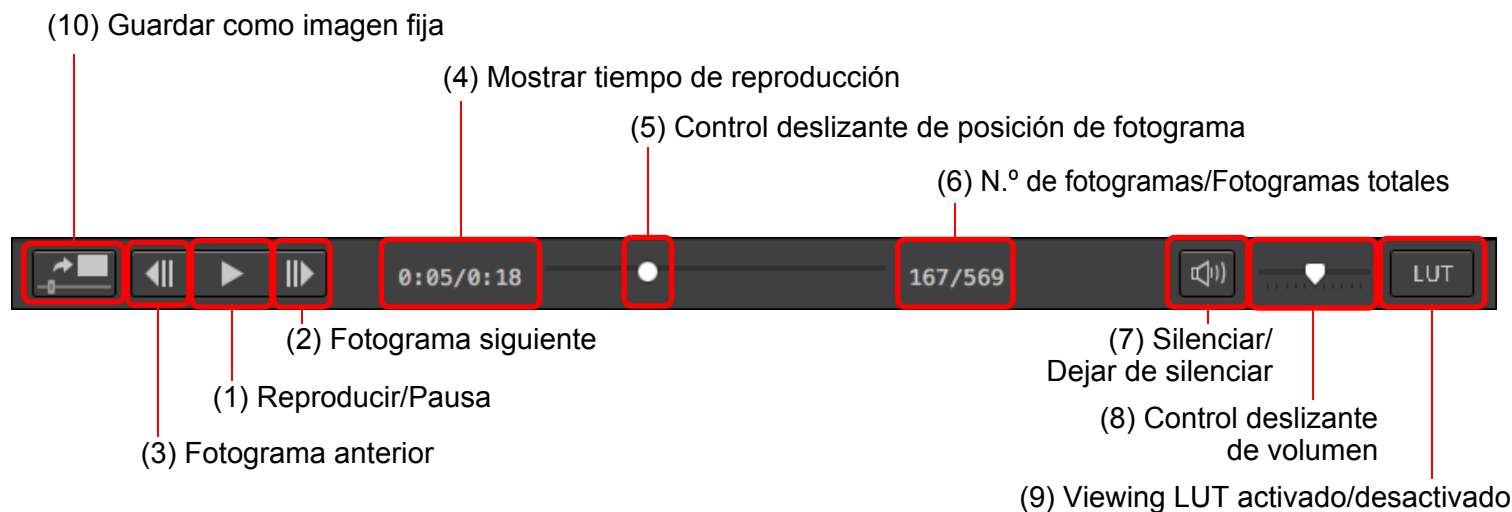 (10) Guardar como imagen fija
(4) Mostrar tiempo de reproducción
(5) Control deslizante de posición de fotograma
(6) N.º de fotogramas/Fotogramas totales
0:05/0:18
167/569
LUT
(2) Fotograma siguiente
(7) Silenciar/
Dejar de silenciar
(1) Reproducir/Pausa
(8) Control deslizante
de volumen
(3) Fotograma anterior
(9) Viewing LUT activado/desactivado